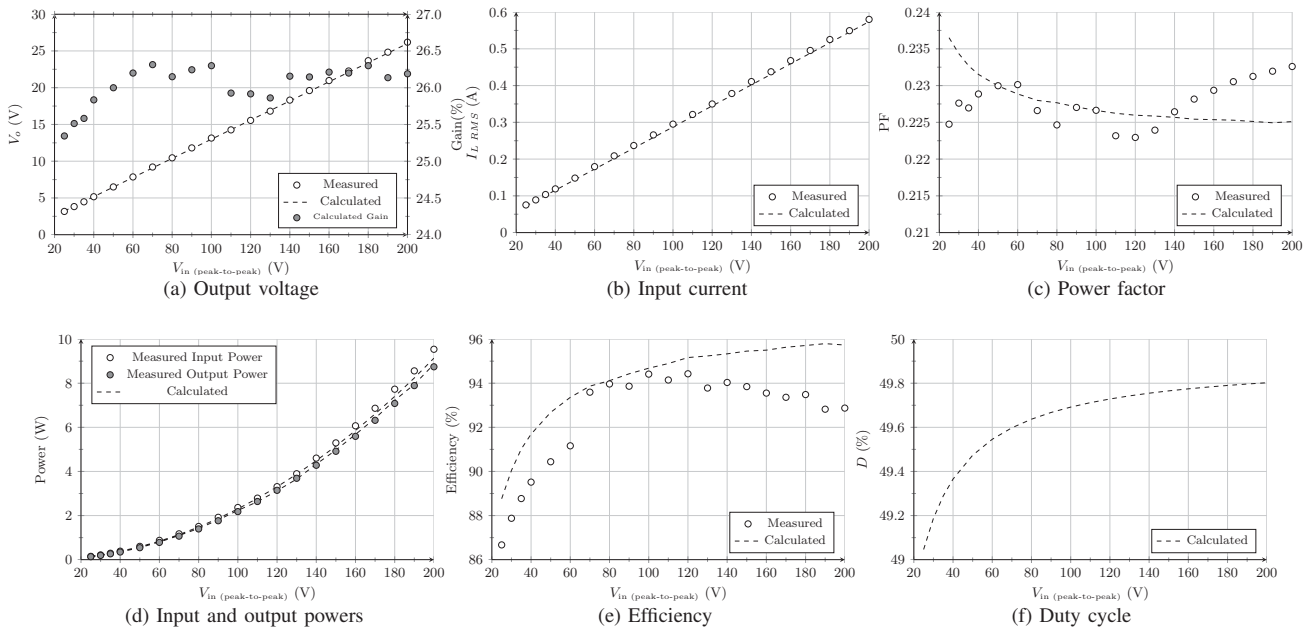 30
25
20
15
10
5
0
V_o (V)
27.0
26.5
26.0
25.5
25.0
24.5
24.0
Gain(%)
Measured
Calculated
Calculated Gain
20 40 60 80 100 120 140 160 180 200
V_in (peak-to-peak) (V)
(a) Output voltage
0.6
0.5
0.4
0.3
0.2
0.1
0
I_L RMS (A)
Measured
Calculated
20 40 60 80 100 120 140 160 180 200
V_in (peak-to-peak) (V)
(b) Input current
0.24
0.235
0.23
0.225
0.22
0.215
0.21
PF
Measured
Calculated
20 40 60 80 100 120 140 160 180 200
V_in (peak-to-peak) (V)
(c) Power factor
10
8
6
4
2
0
Power (W)
Measured Input Power
Measured Output Power
Calculated
20 40 60 80 100 120 140 160 180 200
V_in (peak-to-peak) (V)
(d) Input and output powers
96
94
92
90
88
86
Efficiency (%)
Measured
Calculated
20 40 60 80 100 120 140 160 180 200
V_in (peak-to-peak) (V)
(e) Efficiency
50
49.8
49.6
49.4
49.2
49
D (%)
Calculated
20 40 60 80 100 120 140 160 180 200
V_in (peak-to-peak) (V)
(f) Duty cycle